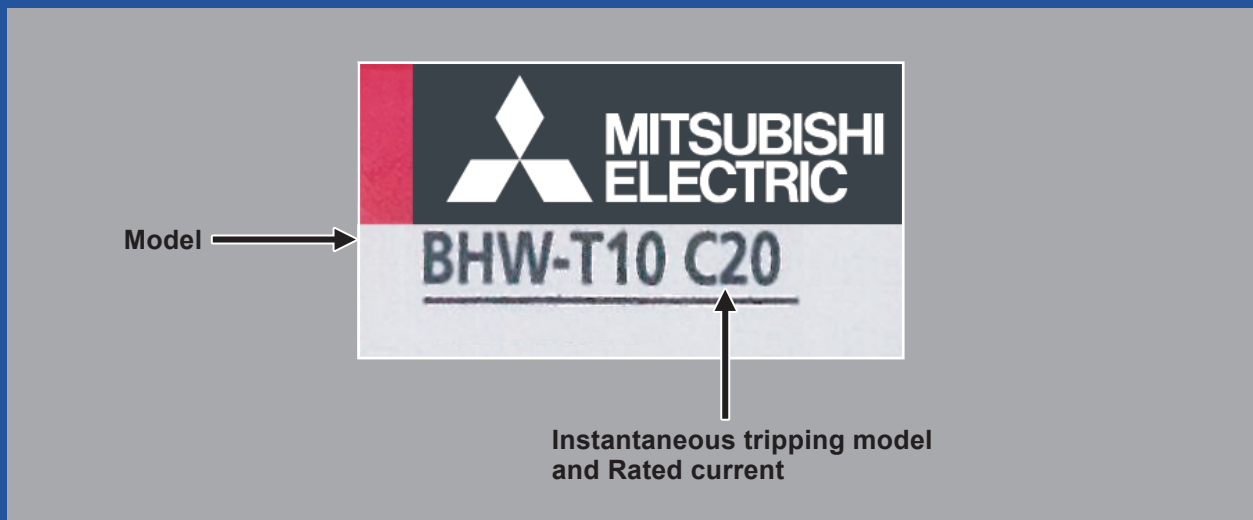 MITSUBISHI
ELECTRIC
Model
BHW-T10 C20
Instantaneous tripping model
and Rated current